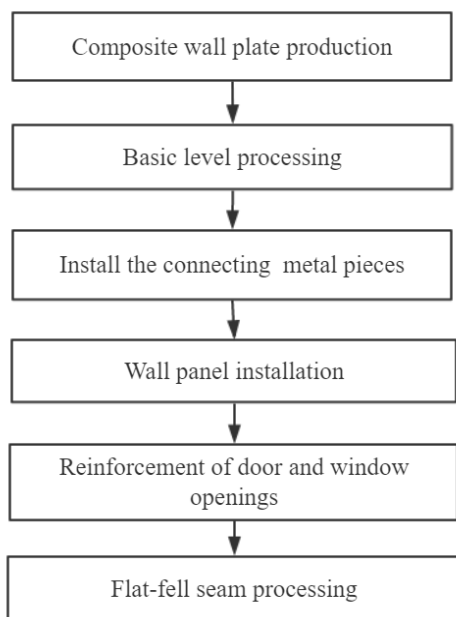 Composite wall plate production
Basic level processing
Install the connecting metal pieces
Wall panel installation
Reinforcement of door and window
openings
Flat-fell seam processing